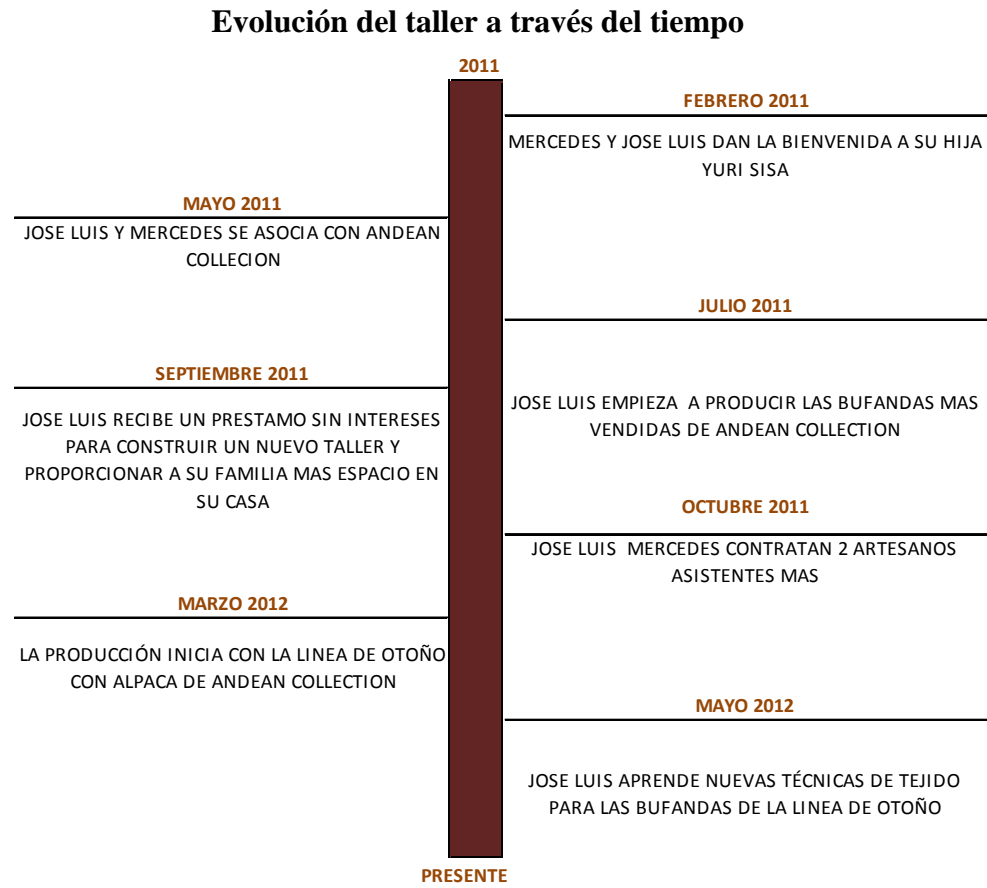 Evolución del taller a través del tiempo
2011
FEBRERO 2011
MERCEDES Y JOSE LUIS DAN LA BIENVENIDA A SU HIJA
YURI SISA
MAYO 2011
JOSE LUIS Y MERCEDES SE ASOCIA CON ANDEAN
COLLECION
JULIO 2011
JOSE LUIS EMPIEZA A PRODUCIR LAS BUFANDAS MAS
VENDIDAS DE ANDEAN COLLECTION
SEPTIEMBRE 2011
JOSE LUIS RECIBE UN PRESTAMO SIN INTERESES
PARA CONSTRUIR UN NUEVO TALLER Y
PROPORCIONAR A SU FAMILIA MAS ESPACIO EN
SU CASA
OCTUBRE 2011
JOSE LUIS MERCEDES CONTRATAN 2 ARTESANOS
ASISTENTES MAS
MARZO 2012
LA PRODUCCIÓN INICIA CON LA LINEA DE OTOÑO
CON ALPACA DE ANDEAN COLLECTION
MAYO 2012
JOSE LUIS APRENDE NUEVAS TÉCNICAS DE TEJIDO
PARA LAS BUFANDAS DE LA LINEA DE OTOÑO
PRESENTE